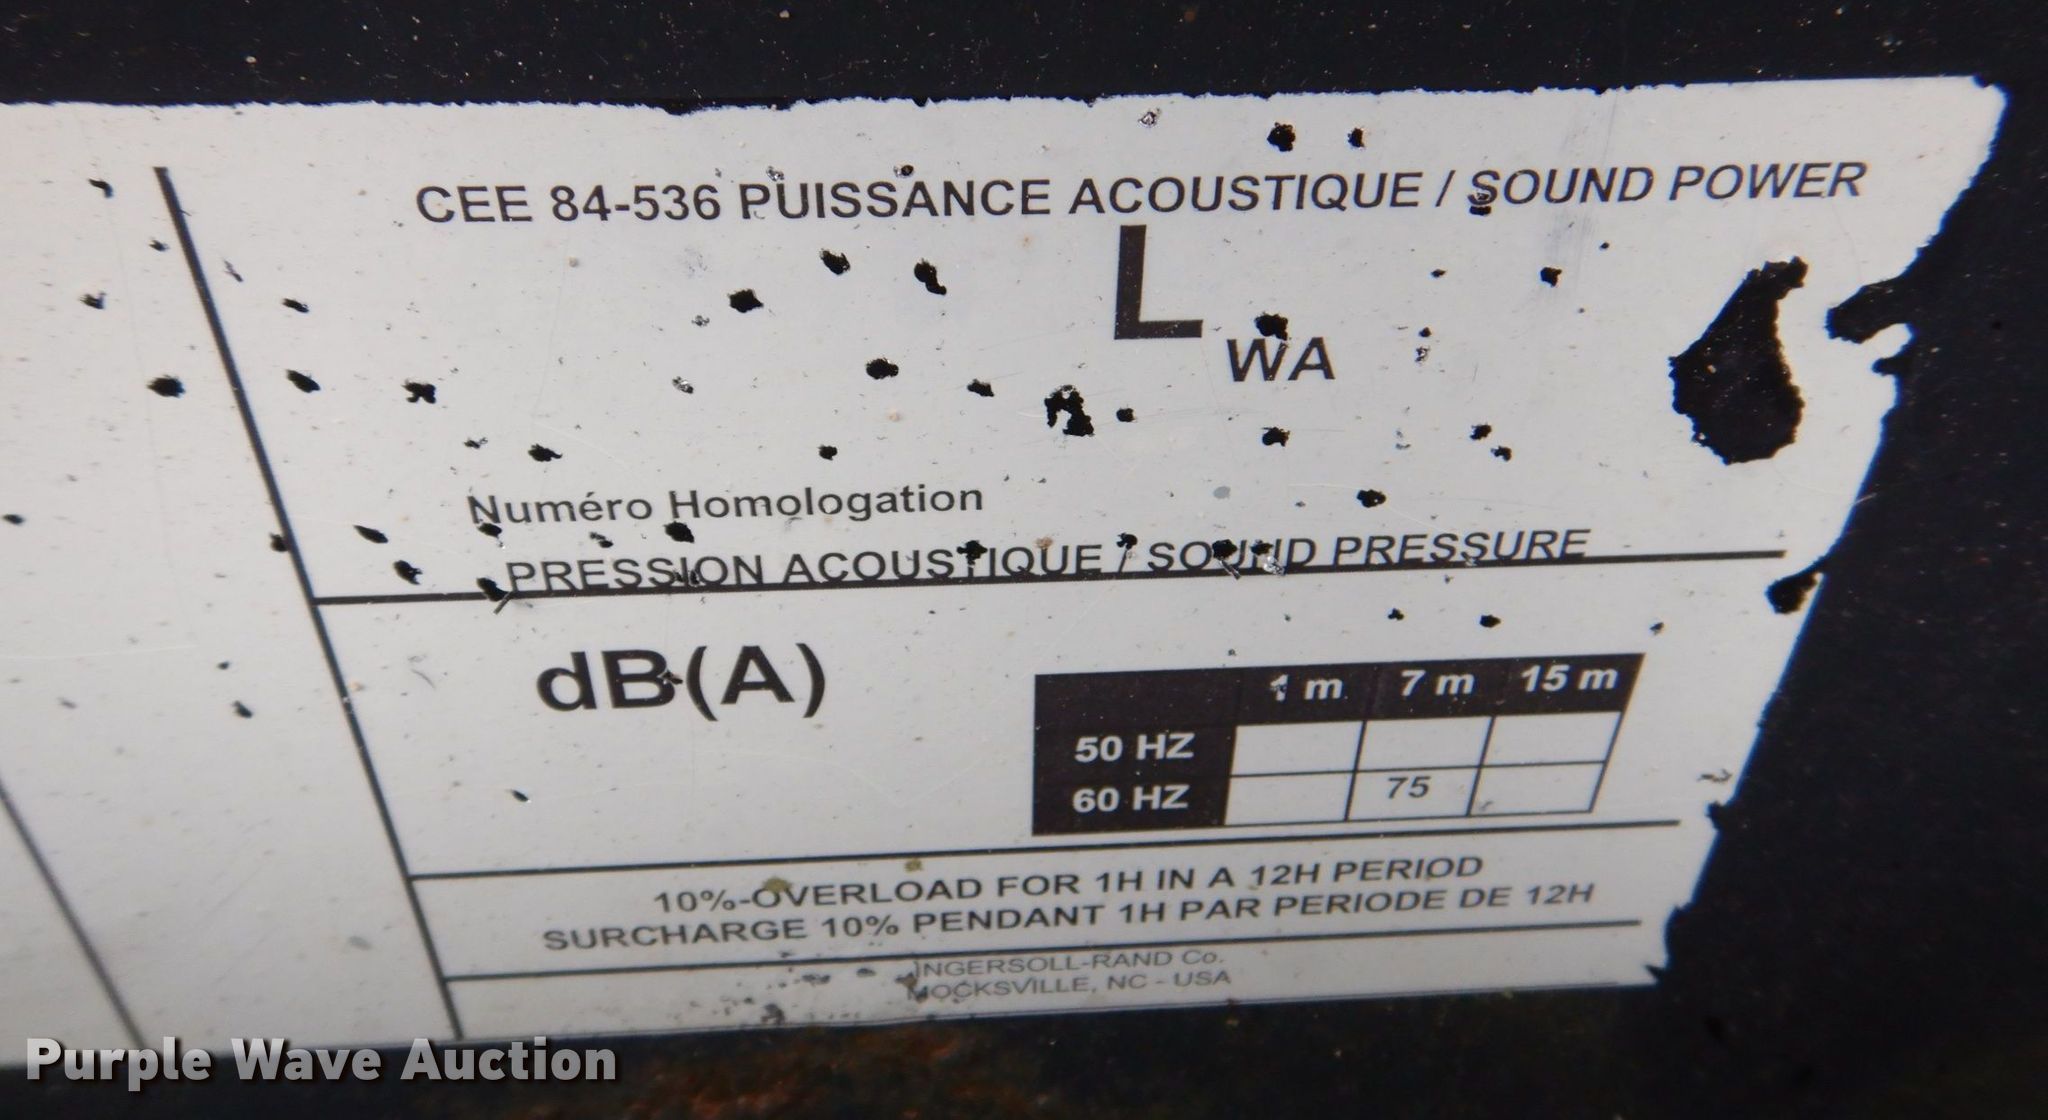 CEE 84-536 PUISSANCE ACOUSTIQUE / SOUND POWER
L WA
Numéro Homologation
PRESSION ACOUSTIQUE / SOUND PRESSURE
dB(A)
1 m 7 m 15 m
50 HZ
60 HZ 75
10%-OVERLOAD FOR 1H IN A 12H PERIOD
SURCHARGE 10% PENDANT 1H PAR PERIODE DE 12H
INGERSOLL-RAND Co.
MOCKSVILLE, NC - USA
Purple Wave Auction